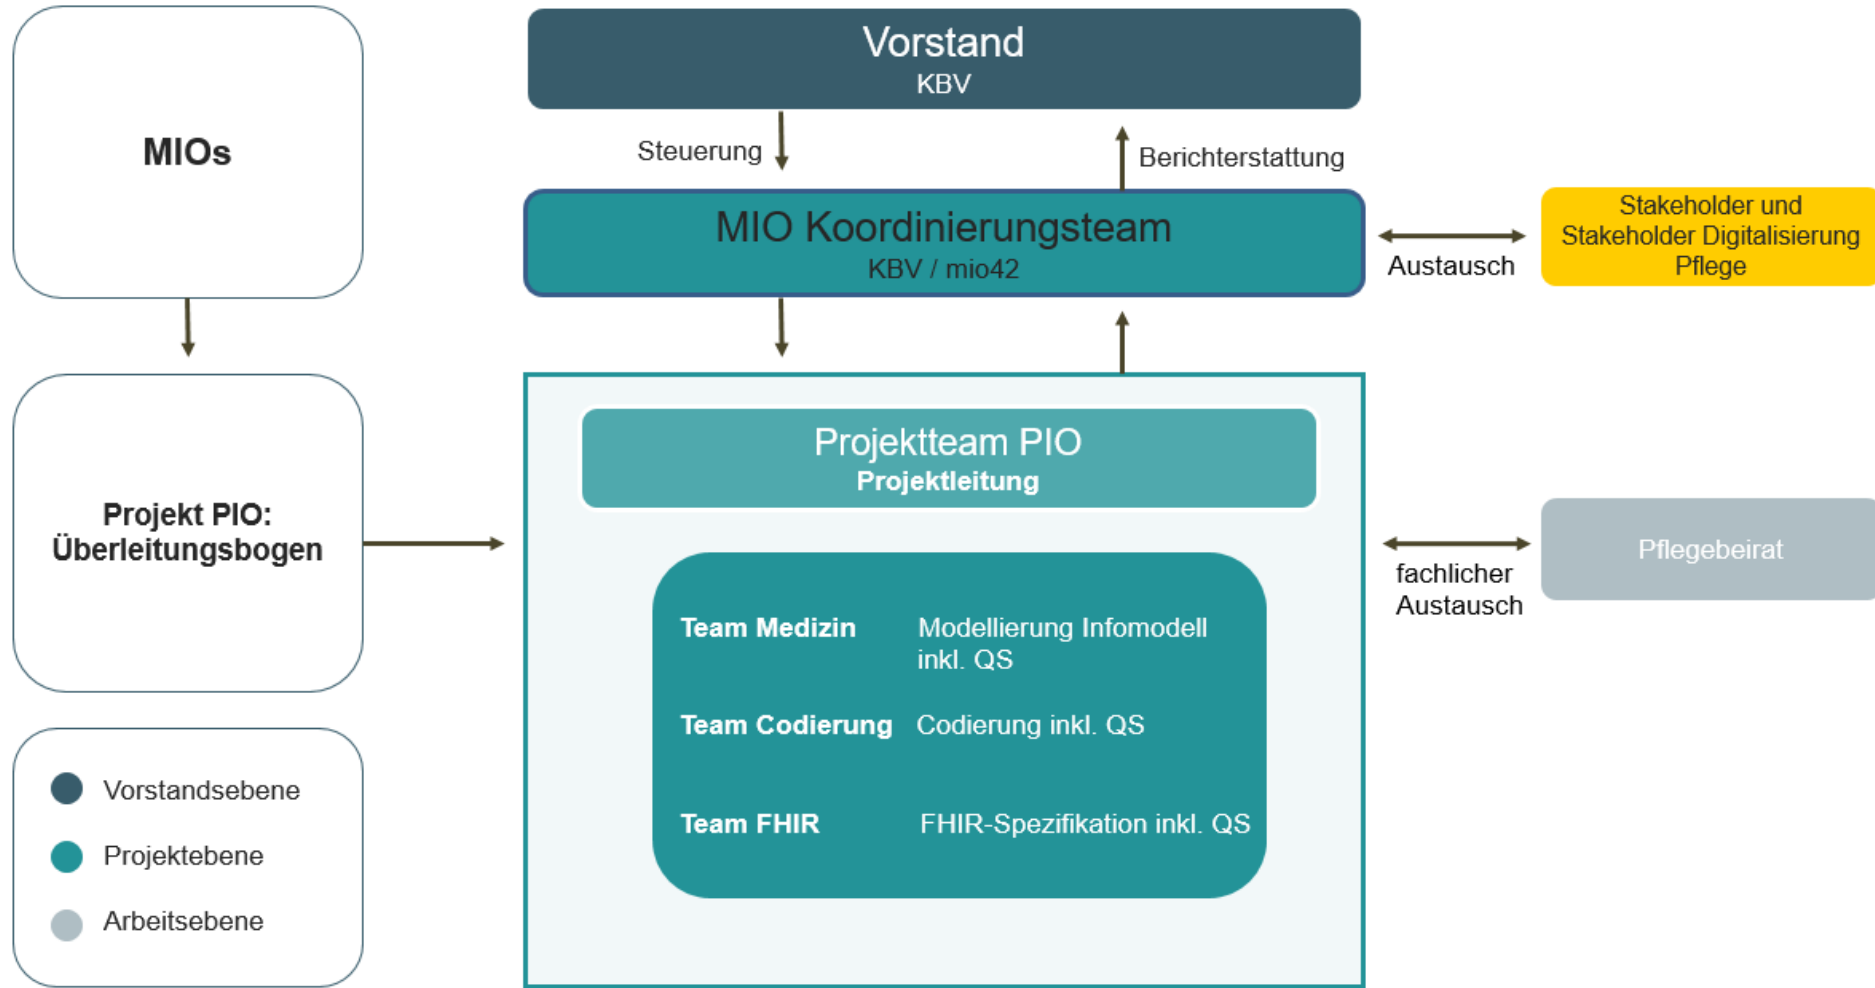 MIOs
Projekt PIO:
Überleitungsbogen
Vorstandsebene
Projektebene
Arbeitsebene
Vorstand
KBV
Steuerung
Berichterstattung
MIO Koordinierungsteam
KBV / mio42
Austausch
Stakeholder und
Stakeholder Digitalisierung
Pflege
Projektteam PIO
Projektleitung
Team Medizin Modellierung Infomodell
inkl. QS
Team Codierung Codierung inkl. QS
Team FHIR FHIR-Spezifikation inkl. QS
fachlicher
Austausch
Pflegebeirat